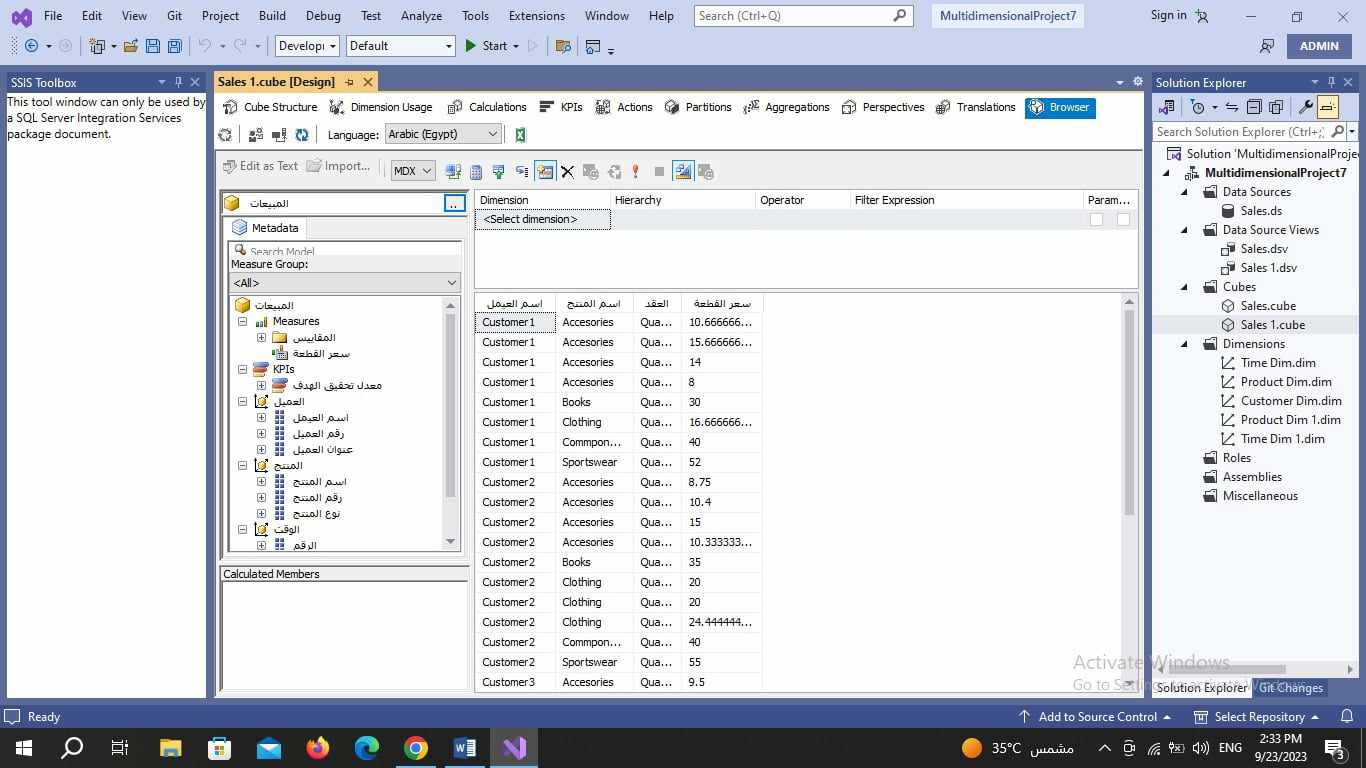 File Edit View Git Project Build Debug Test Analyze Tools Extensions Window Help Search (Ctrl+Q) MultidimensionalProject7 Sign in
Develop Default Start ADMIN
SSIS Toolbox
This tool window can only be used by
a SQL Server Integration Services
package document.
Sales 1.cube [Design]
Cube Structure Dimension Usage Calculations KPIs Actions Partitions Aggregations Perspectives Translations Browser
Language: Arabic (Egypt)
Edit as Text Import... MDX
المبيعات ..
Metadata
Search Model
Measure Group:
<All>
المبيعات
Measures
المقاييس
سعر القطعة
KPIs
معدل تحقيق الهدف
العميل
اسم العيمل
رقم العميل
عنوان العميل
المنتج
اسم المنتج
رقم المنتج
نوع المنتج
الوقت
الرقم
Calculated Members
Dimension Hierarchy Operator Filter Expression Param...
<Select dimension>
اسم العيمل اسم المنتج العقد سعر القطعة
Customer1 Accesories Qua... 10.666666...
Customer1 Accesories Qua... 15.666666...
Customer1 Accesories Qua... 14
Customer1 Accesories Qua... 8
Customer1 Books Qua... 30
Customer1 Clothing Qua... 16.666666...
Customer1 Commpon... Qua... 40
Customer1 Sportswear Qua... 52
Customer2 Accesories Qua... 8.75
Customer2 Accesories Qua... 10.4
Customer2 Accesories Qua... 15
Customer2 Accesories Qua... 10.333333...
Customer2 Books Qua... 35
Customer2 Clothing Qua... 20
Customer2 Clothing Qua... 20
Customer2 Clothing Qua... 24.444444...
Customer2 Commpon... Qua... 40
Customer2 Sportswear Qua... 55
Customer3 Accesories Qua... 9.5
Solution Explorer
Search Solution Explorer (Ctrl+;
Solution 'MultidimensionalProje
MultidimensionalProject7
Data Sources
Sales.ds
Data Source Views
Sales.dsv
Sales 1.dsv
Cubes
Sales.cube
Sales 1.cube
Dimensions
Time Dim.dim
Product Dim.dim
Customer Dim.dim
Product Dim 1.dim
Time Dim 1.dim
Roles
Assemblies
Miscellaneous
Activate Windows
Go to Settings to activate Windows.
Solution Explorer Git Changes
Ready Add to Source Control Select Repository
35°C مشمس ENG 2:33 PM
9/23/2023 3